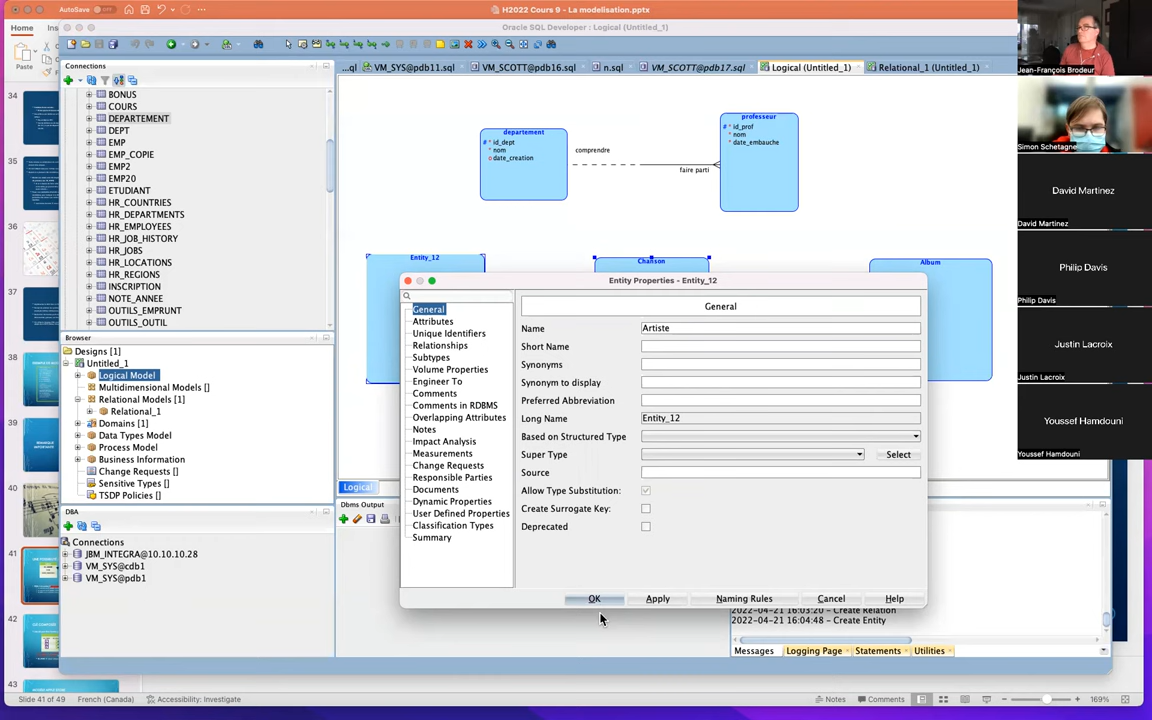 AutoSave OFF
H2022 Cours 9 - La modelisation.pptx
Home
Ins
Oracle SQL Developer : Logical (Untitled_1)
Paste
Connections
BONUS
COURS
DEPARTEMENT
DEPT
EMP
EMP_COPIE
EMP2
EMP20
ETUDIANT
HR_COUNTRIES
HR_DEPARTMENTS
HR_EMPLOYEES
HR_JOB_HISTORY
HR_JOBS
HR_LOCATIONS
HR_REGIONS
INSCRIPTION
NOTE_ANNEE
OUTILS_EMPRUNT
OUTILS_OUTIL
Browser
Designs [1]
Untitled_1
Logical Model
Multidimensional Models []
Relational Models [1]
Relational_1
Domains [1]
Data Types Model
Process Model
Business Information
Change Requests []
Sensitive Types []
TSDP Policies []
DBA
Connections
JBM_INTEGRA@10.10.10.28
VM_SYS@cdb1
VM_SYS@pdb1
...ql
VM_SYS@pdb11.sql
VM_SCOTT@pdb16.sql
n.sql
VM_SCOTT@pdb17.sql
Logical (Untitled_1)
Relational_1 (Untitled_1)
departement
# * id_dept
* nom
o date_creation
comprendre
faire parti
professeur
# * id_prof
* nom
* date_embauche
Entity_12
Chanson
Album
Entity Properties - Entity_12
General
Attributes
Unique Identifiers
Relationships
Subtypes
Volume Properties
Engineer To
Comments
Comments in RDBMS
Overlapping Attributes
Notes
Impact Analysis
Measurements
Change Requests
Responsible Parties
Documents
Dynamic Properties
User Defined Properties
Classification Types
Summary
General
Name Artiste
Short Name
Synonyms
Synonym to display
Preferred Abbreviation
Long Name Entity_12
Based on Structured Type
Super Type Select
Source
Allow Type Substitution:
Create Surrogate Key:
Deprecated
OK Apply Naming Rules Cancel Help
Logical
Dbms Output
2022-04-21 16:03:20 - Create Relation
2022-04-21 16:04:48 - Create Entity
Messages Logging Page Statements Utilities
34
35
36
37
38
39
40
41
42
43
Slide 41 of 49
French (Canada)
Accessibility: Investigate
Notes
Comments
169%
Jean-François Brodeur
Simon Schetagne
David Martinez
David Martinez
Philip Davis
Philip Davis
Justin Lacroix
Justin Lacroix
Youssef Hamdouni
Youssef Hamdouni